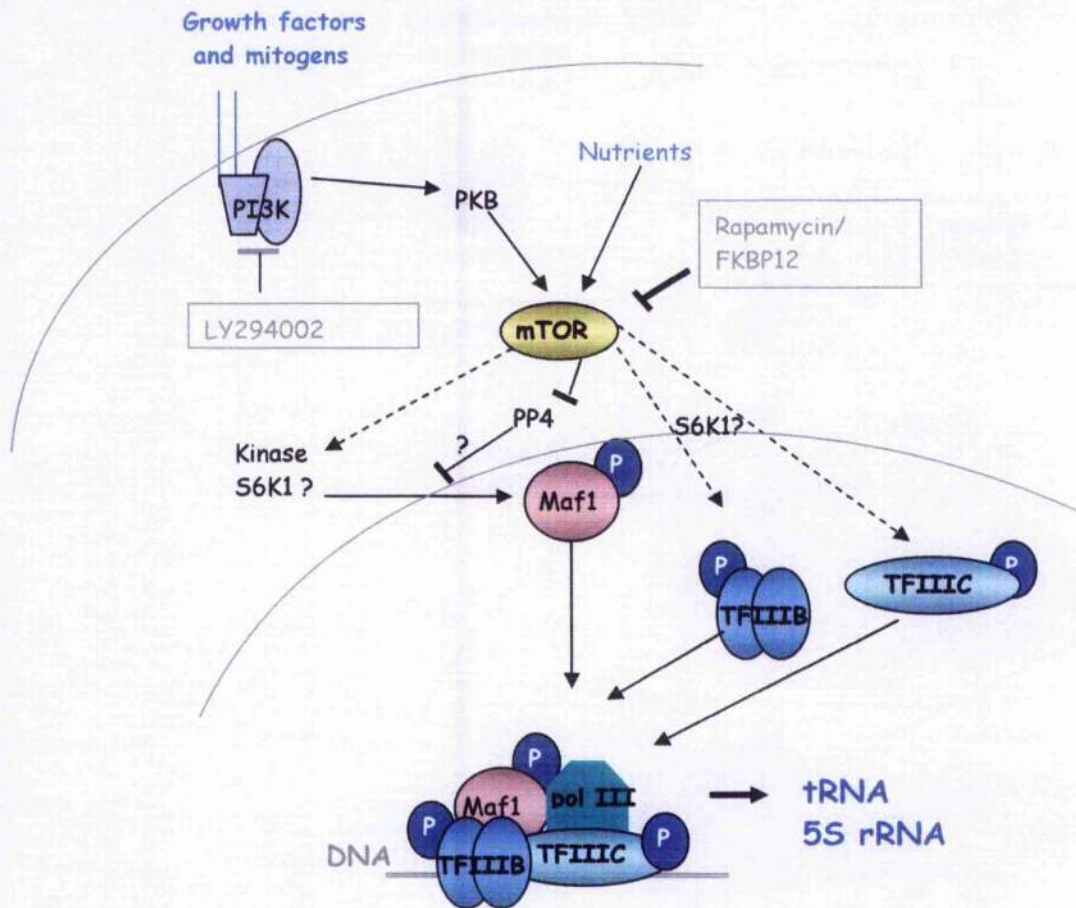 Growth factors
and mitogens
Nutrients
PI3K
PKB
Rapamycin/
FKBP12
LY294002
mTOR
PP4
S6K1?
?
Kinase
S6K1 ?
P
Maf1
P
TFIIIB
P
TFIIIC
P
Maf1
pol III
tRNA
5S rRNA
P
P
DNA
TFIIIB
TFIIIC